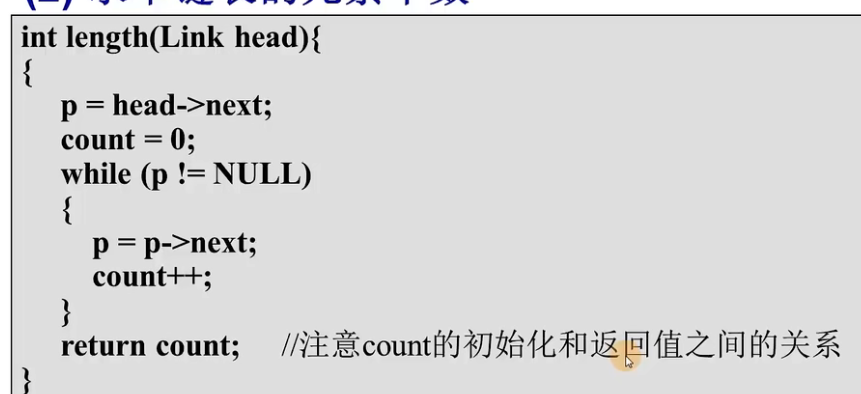 int length(Link head){
{
p = head->next;
count = 0;
while (p != NULL)
{
p = p->next;
count++;
}
return count; //注意count的初始化和返回值之间的关系
}